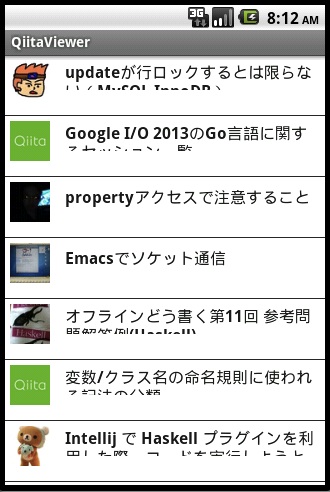 3G
8:12 AM
QiitaViewer
updateが行ロックするとは限らな
い（MySQL InnoDB）
Qiita
Google I/O 2013のGo言語に関す
るセッション一覧
propertyアクセスで注意すること
Emacsでソケット通信
オフラインどう書く第11回 参考問
題解答例(Haskell)
Haskell
Qiita
変数/クラス名の命名規則に使われ
る記法の分類
Intellij で Haskell プラグインを利
用した際、コードを実行しようと